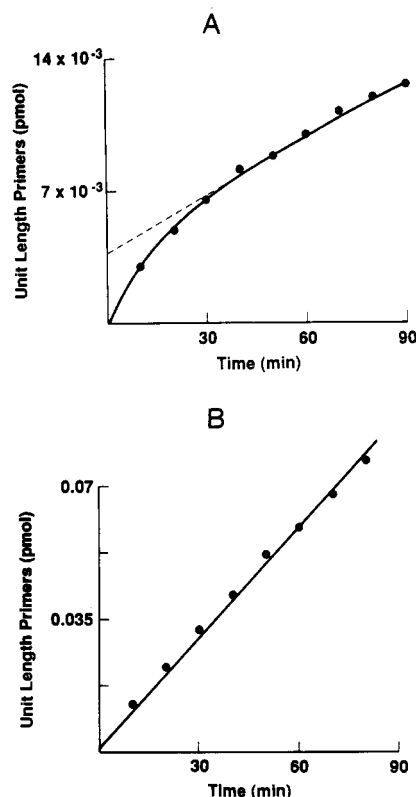 A
Unit Length Primers (pmol)
14 x 10⁻³
7 x 10⁻³
30
60
90
Time (min)
B
Unit Length Primers (pmol)
0.07
0.035
30
60
90
Time (min)